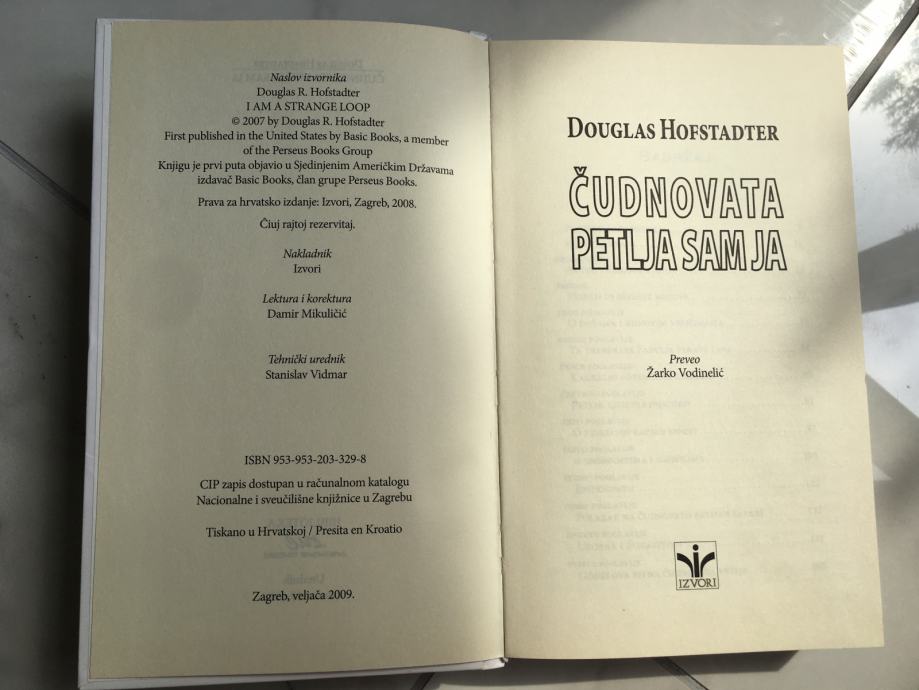 Naslov izvornika
Douglas R. Hofstadter
I AM A STRANGE LOOP
© 2007 by Douglas R. Hofstadter
First published in the United States by Basic Books, a member
of the Perseus Books Group
Knjigu je prvi puta objavio u Sjedinjenim Američkim Državama
izdavač Basic Books, član grupe Perseus Books.
Prava za hrvatsko izdanje: Izvori, Zagreb, 2008.
Ĉiuj rajtoj rezervitaj.
Nakladnik
Izvori
Lektura i korektura
Damir Mikuličić
Tehnički urednik
Stanislav Vidmar
ISBN 953-953-203-329-8
CIP zapis dostupan u računalnom katalogu
Nacionalne i sveučilišne knjižnice u Zagrebu
Tiskano u Hrvatskoj / Presita en Kroatio
Zagreb, veljača 2009.
DOUGLAS HOFSTADTER
ČUDNOVATA
PETLJA SAM JA
Preveo
Žarko Vodinelić
IZVORI